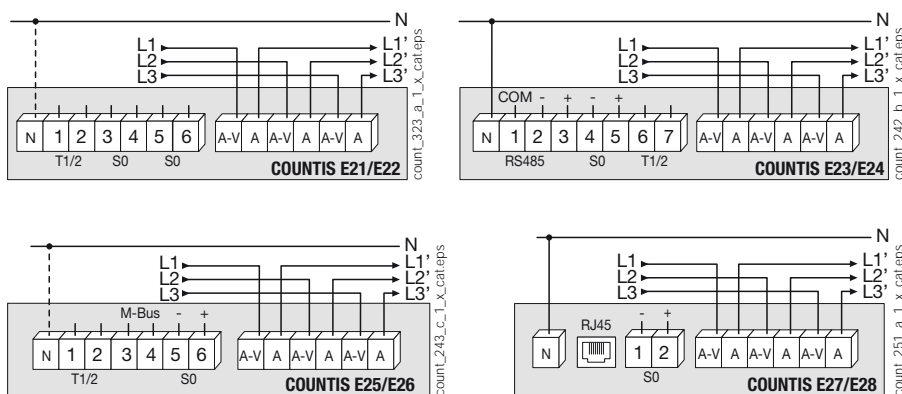 N
L1
L2
L3
L1'
L2'
L3'
N 1 2 3 4 5 6
A-V A A-V A A-V A
T1/2 S0 S0
COUNTIS E21/E22
count_323_a_1_x_cat.eps
N
L1
L2
L3
L1'
L2'
L3'
COM - + - +
N 1 2 3 4 5 6 7
A-V A A-V A A-V A
RS485 S0 T1/2
COUNTIS E23/E24
count_242_b_1_x_cat.eps
N
L1
L2
L3
L1'
L2'
L3'
M-Bus - +
N 1 2 3 4 5 6
A-V A A-V A A-V A
T1/2 S0
COUNTIS E25/E26
count_243_c_1_x_cat.eps
N
L1
L2
L3
L1'
L2'
L3'
RJ45 - +
N 1 2
A-V A A-V A A-V A
S0
COUNTIS E27/E28
count_251_a_1_x_cat.eps